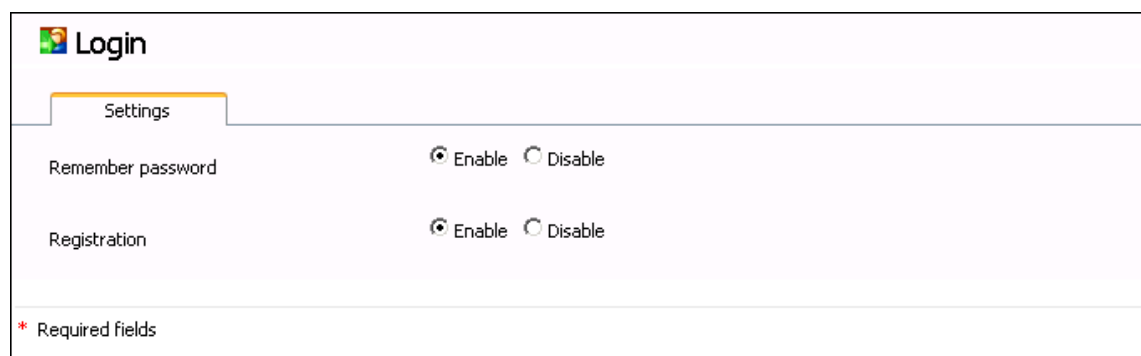 Login
Settings
Remember password Enable Disable
Registration Enable Disable
* Required fields